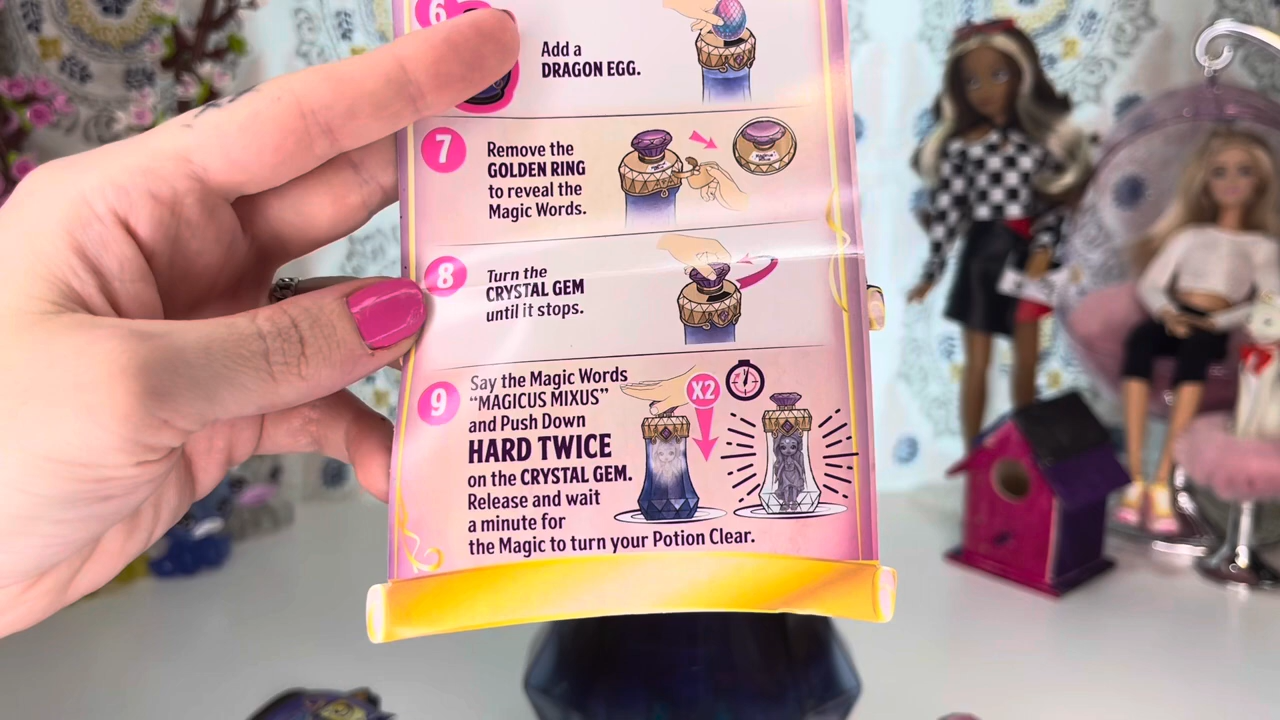 6
Add a
DRAGON EGG.
7
Remove the
GOLDEN RING
to reveal the
Magic Words.
8
Turn the
CRYSTAL GEM
until it stops.
9
Say the Magic Words
“MAGICUS MIXUS”
and Push Down
HARD TWICE
on the CRYSTAL GEM.
Release and wait
a minute for
the Magic to turn your Potion Clear.
X2